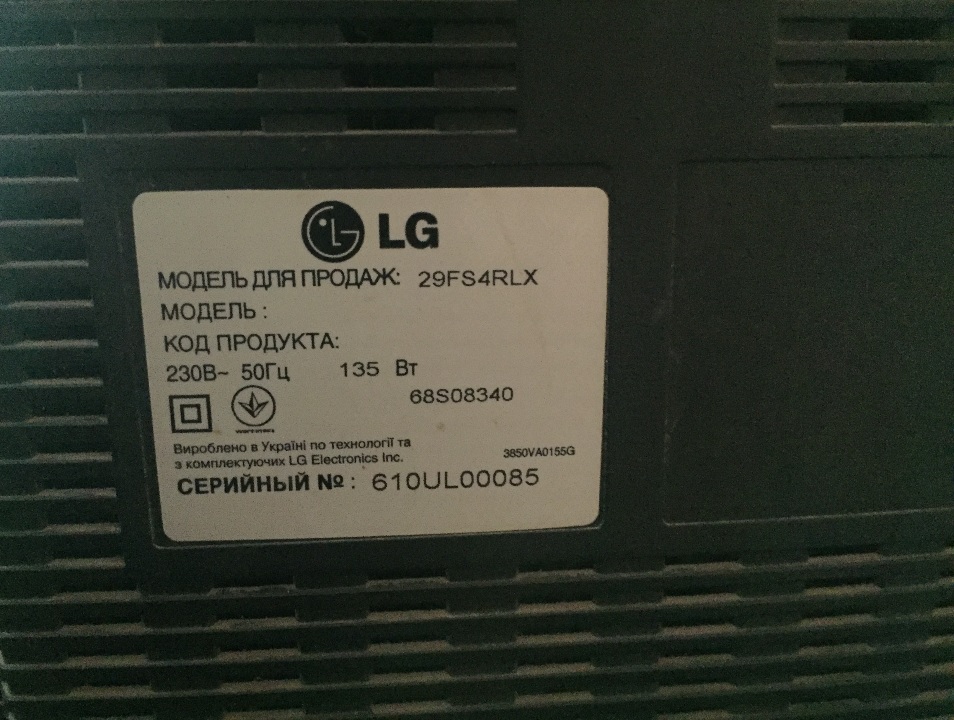 LG
МОДЕЛЬ ДЛЯ ПРОДАЖ: 29FS4RLX
МОДЕЛЬ :
КОД ПРОДУКТА:
230В~ 50Гц 135 Вт
68S08340
Вироблено в Україні по технології та
з комплектуючих LG Electronics Inc.
3850VA0155G
СЕРИЙНЫЙ № : 610UL00085